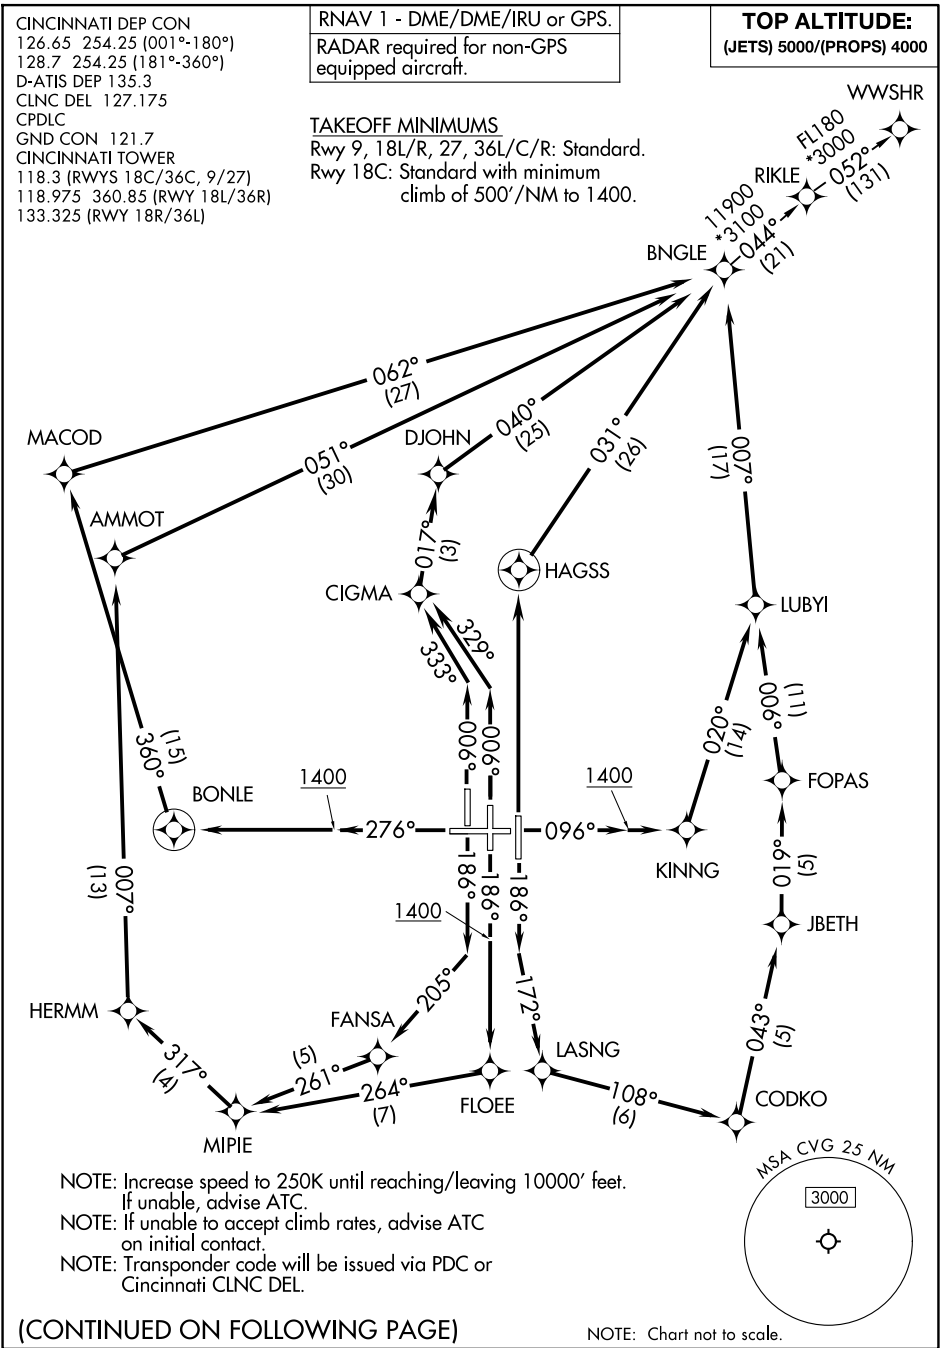 CINCINNATI DEP CON
126.65 254.25 (001°-180°)
128.7 254.25 (181°-360°)
D-ATIS DEP 135.3
CLNC DEL 127.175
CPDLC
GND CON 121.7
CINCINNATI TOWER
118.3 (RWYS 18C/36C, 9/27)
118.975 360.85 (RWY 18L/36R)
133.325 (RWY 18R/36L)
RNAV 1 - DME/DME/IRU or GPS.
RADAR required for non-GPS
equipped aircraft.
TOP ALTITUDE:
(JETS) 5000/(PROPS) 4000
TAKEOFF MINIMUMS
Rwy 9, 18L/R, 27, 36L/C/R: Standard.
Rwy 18C: Standard with minimum
climb of 500'/NM to 1400.
WWSHR
FL180
*3000
052°
(131)
RIKLE
11900
*3100
044°
(21)
BNGLE
062°
(27)
MACOD
051°
(30)
DJOHN
040°
(25)
031°
(26)
007°
(17)
AMMOT
017°
(3)
HAGSS
CIGMA
LUBYI
329°
333°
006°
006°
020°
(14)
006°
(11)
360°
(15)
FOPAS
BONLE
1400
276°
096°
1400
KINNG
007°
(13)
186°
186°
186°
1400
019°
(5)
JBETH
HERMM
205°
172°
FANSA
LASNG
043°
(5)
317°
(4)
(5)
261°
264°
(7)
FLOEE
108°
(6)
CODKO
MIPIE
MSA CVG 25 NM
3000
NOTE: Increase speed to 250K until reaching/leaving 10000' feet.
If unable, advise ATC.
NOTE: If unable to accept climb rates, advise ATC
on initial contact.
NOTE: Transponder code will be issued via PDC or
Cincinnati CLNC DEL.
(CONTINUED ON FOLLOWING PAGE)
NOTE: Chart not to scale.